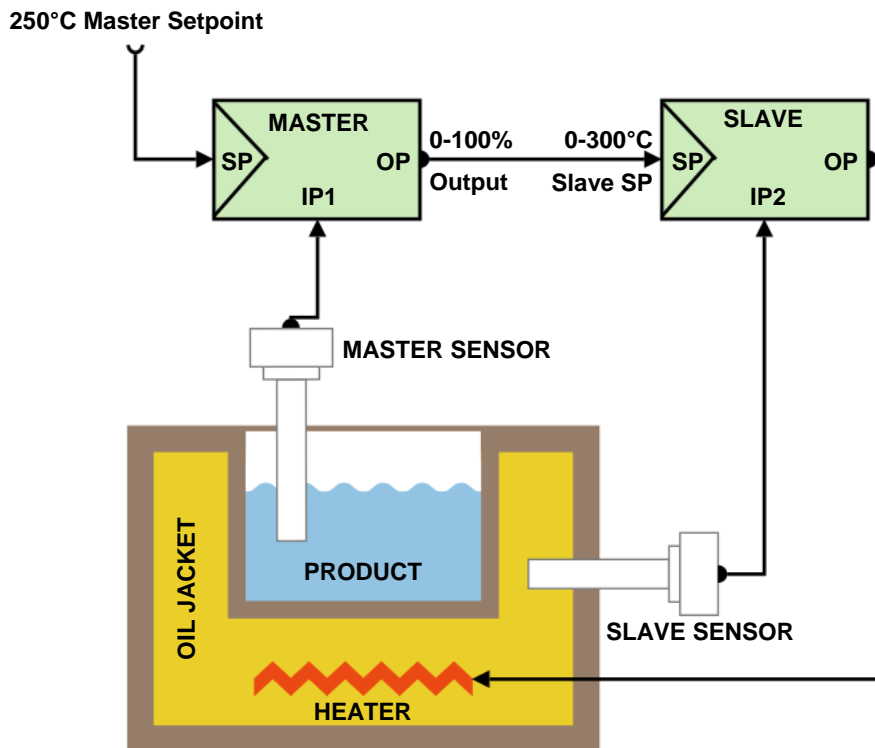 250°C Master Setpoint
MASTER
SP
OP
IP1
0-100%
Output
0-300°C
Slave SP
SLAVE
SP
OP
IP2
MASTER SENSOR
OIL JACKET
PRODUCT
SLAVE SENSOR
HEATER